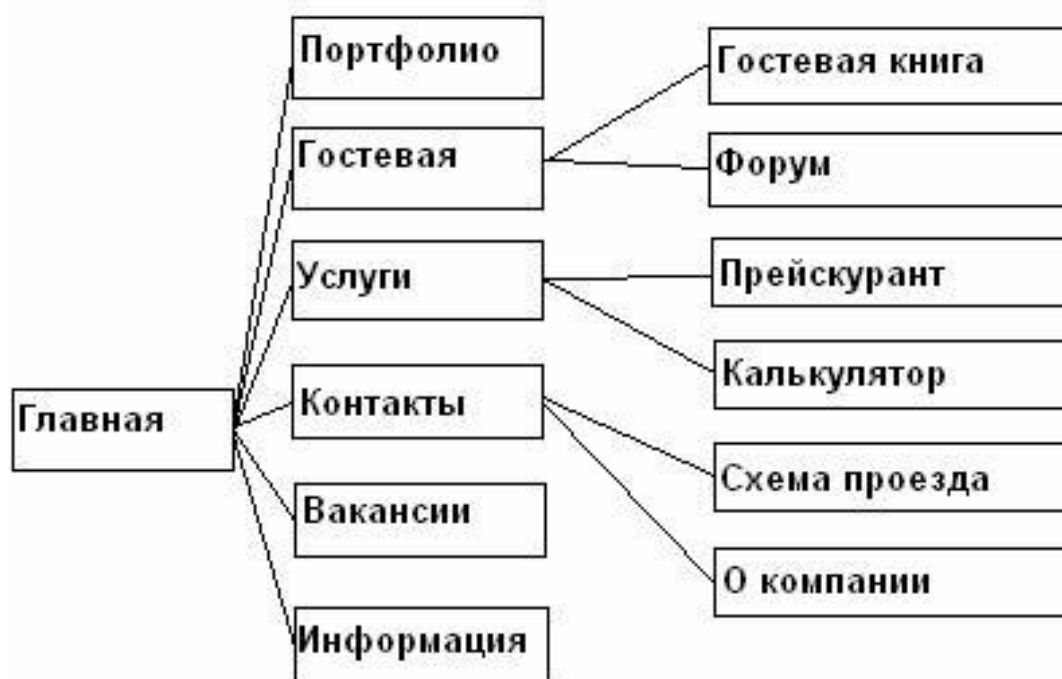 Портфолио
Гостевая книга
Гостевая
Форум
Услуги
Прейскурант
Калькулятор
Контакты
Главная
Схема проезда
Вакансии
О компании
Информация